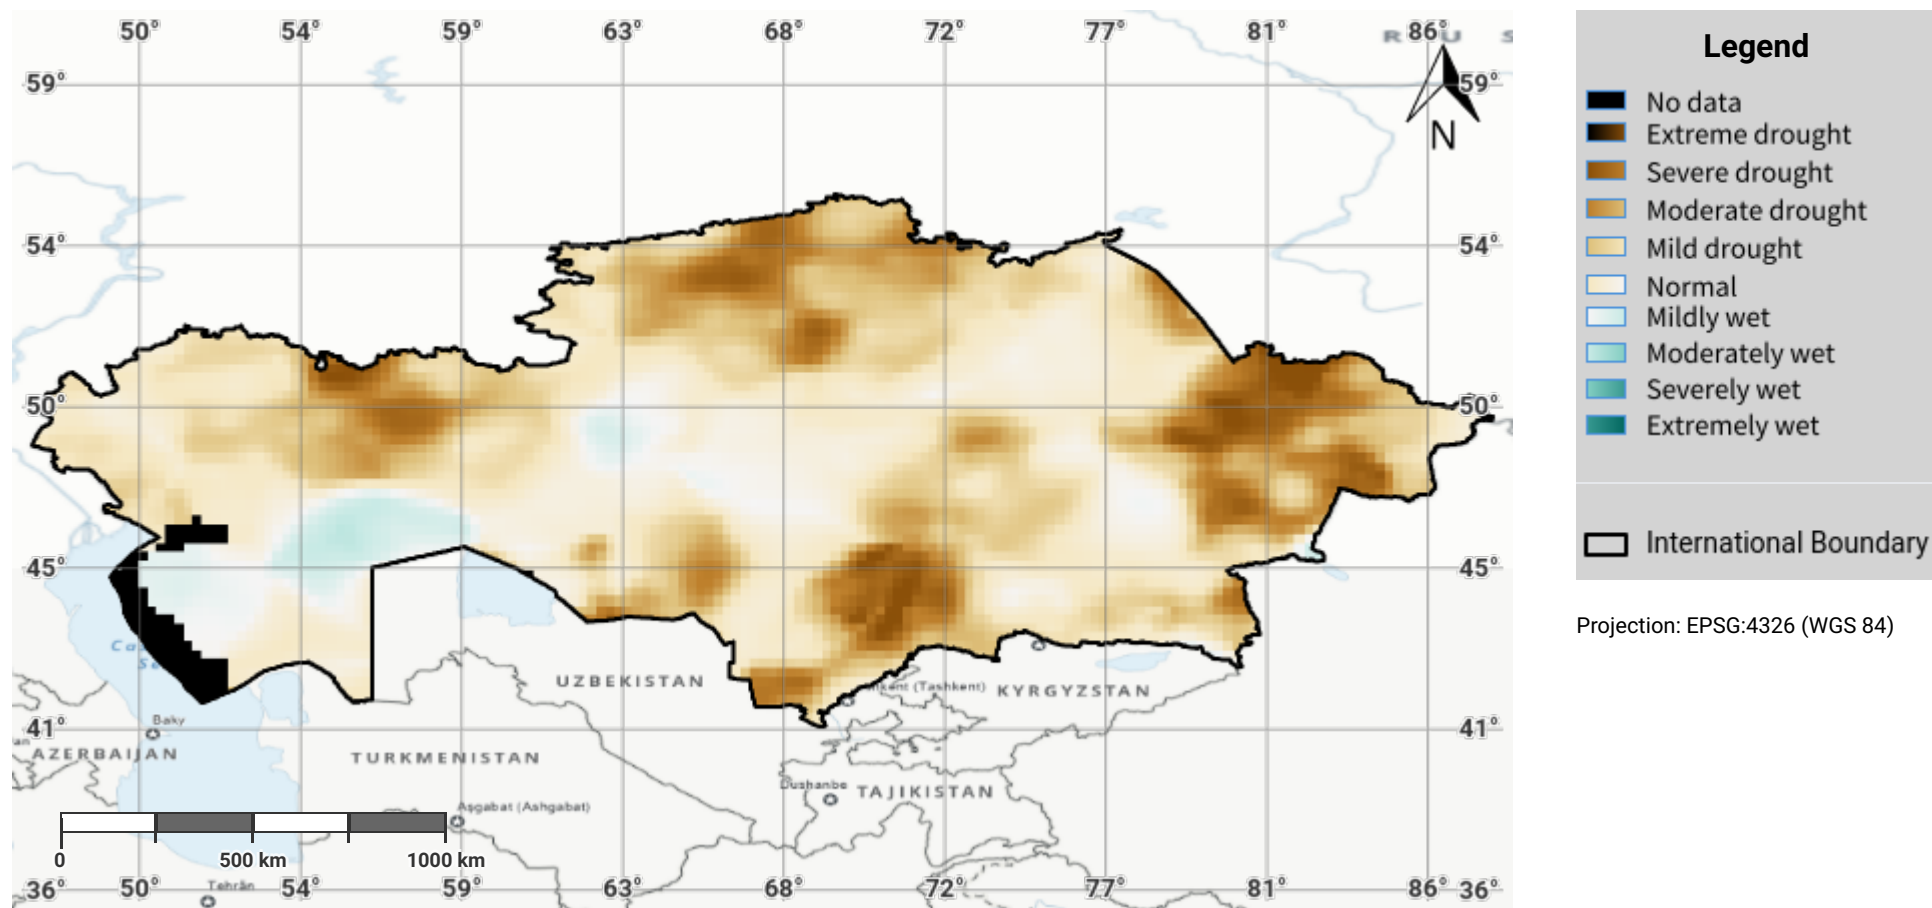 50° 54° 59° 63° 68° 72° 77° 81° 86°
R U S
59° 59°
N
54° 54°
50° 50°
45° 45°
UZBEKISTAN
(Tashkent) KYRGYZSTAN
Baky
41° 41°
AZERBAIJAN
TURKMENISTAN
Dushanbe
TAJIKISTAN
Aşgabat (Ashgabat)
0 500 km 1000 km
36° 50° 54° 59° 63° 68° 72° 77° 81° 86° 36°
Tehrān
Legend
No data
Extreme drought
Severe drought
Moderate drought
Mild drought
Normal
Mildly wet
Moderately wet
Severely wet
Extremely wet
International Boundary
Projection: EPSG:4326 (WGS 84)